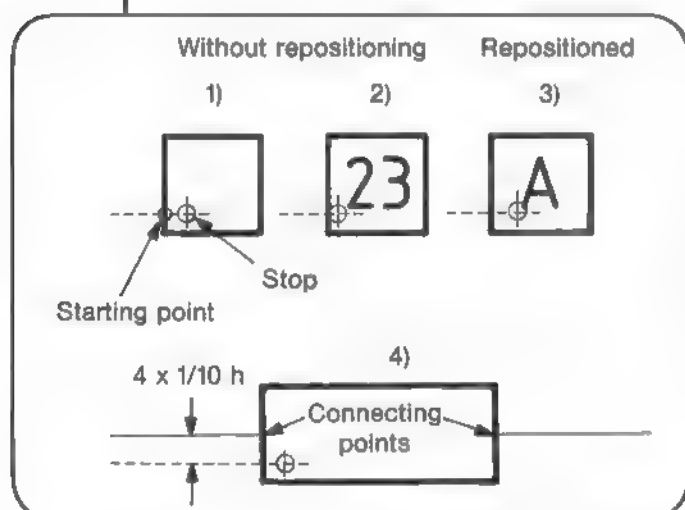 Without repositioning Repositioned
1) 2) 3)
23 A
Stop
Starting point
4)
4 x 1/10 h
Connecting
points